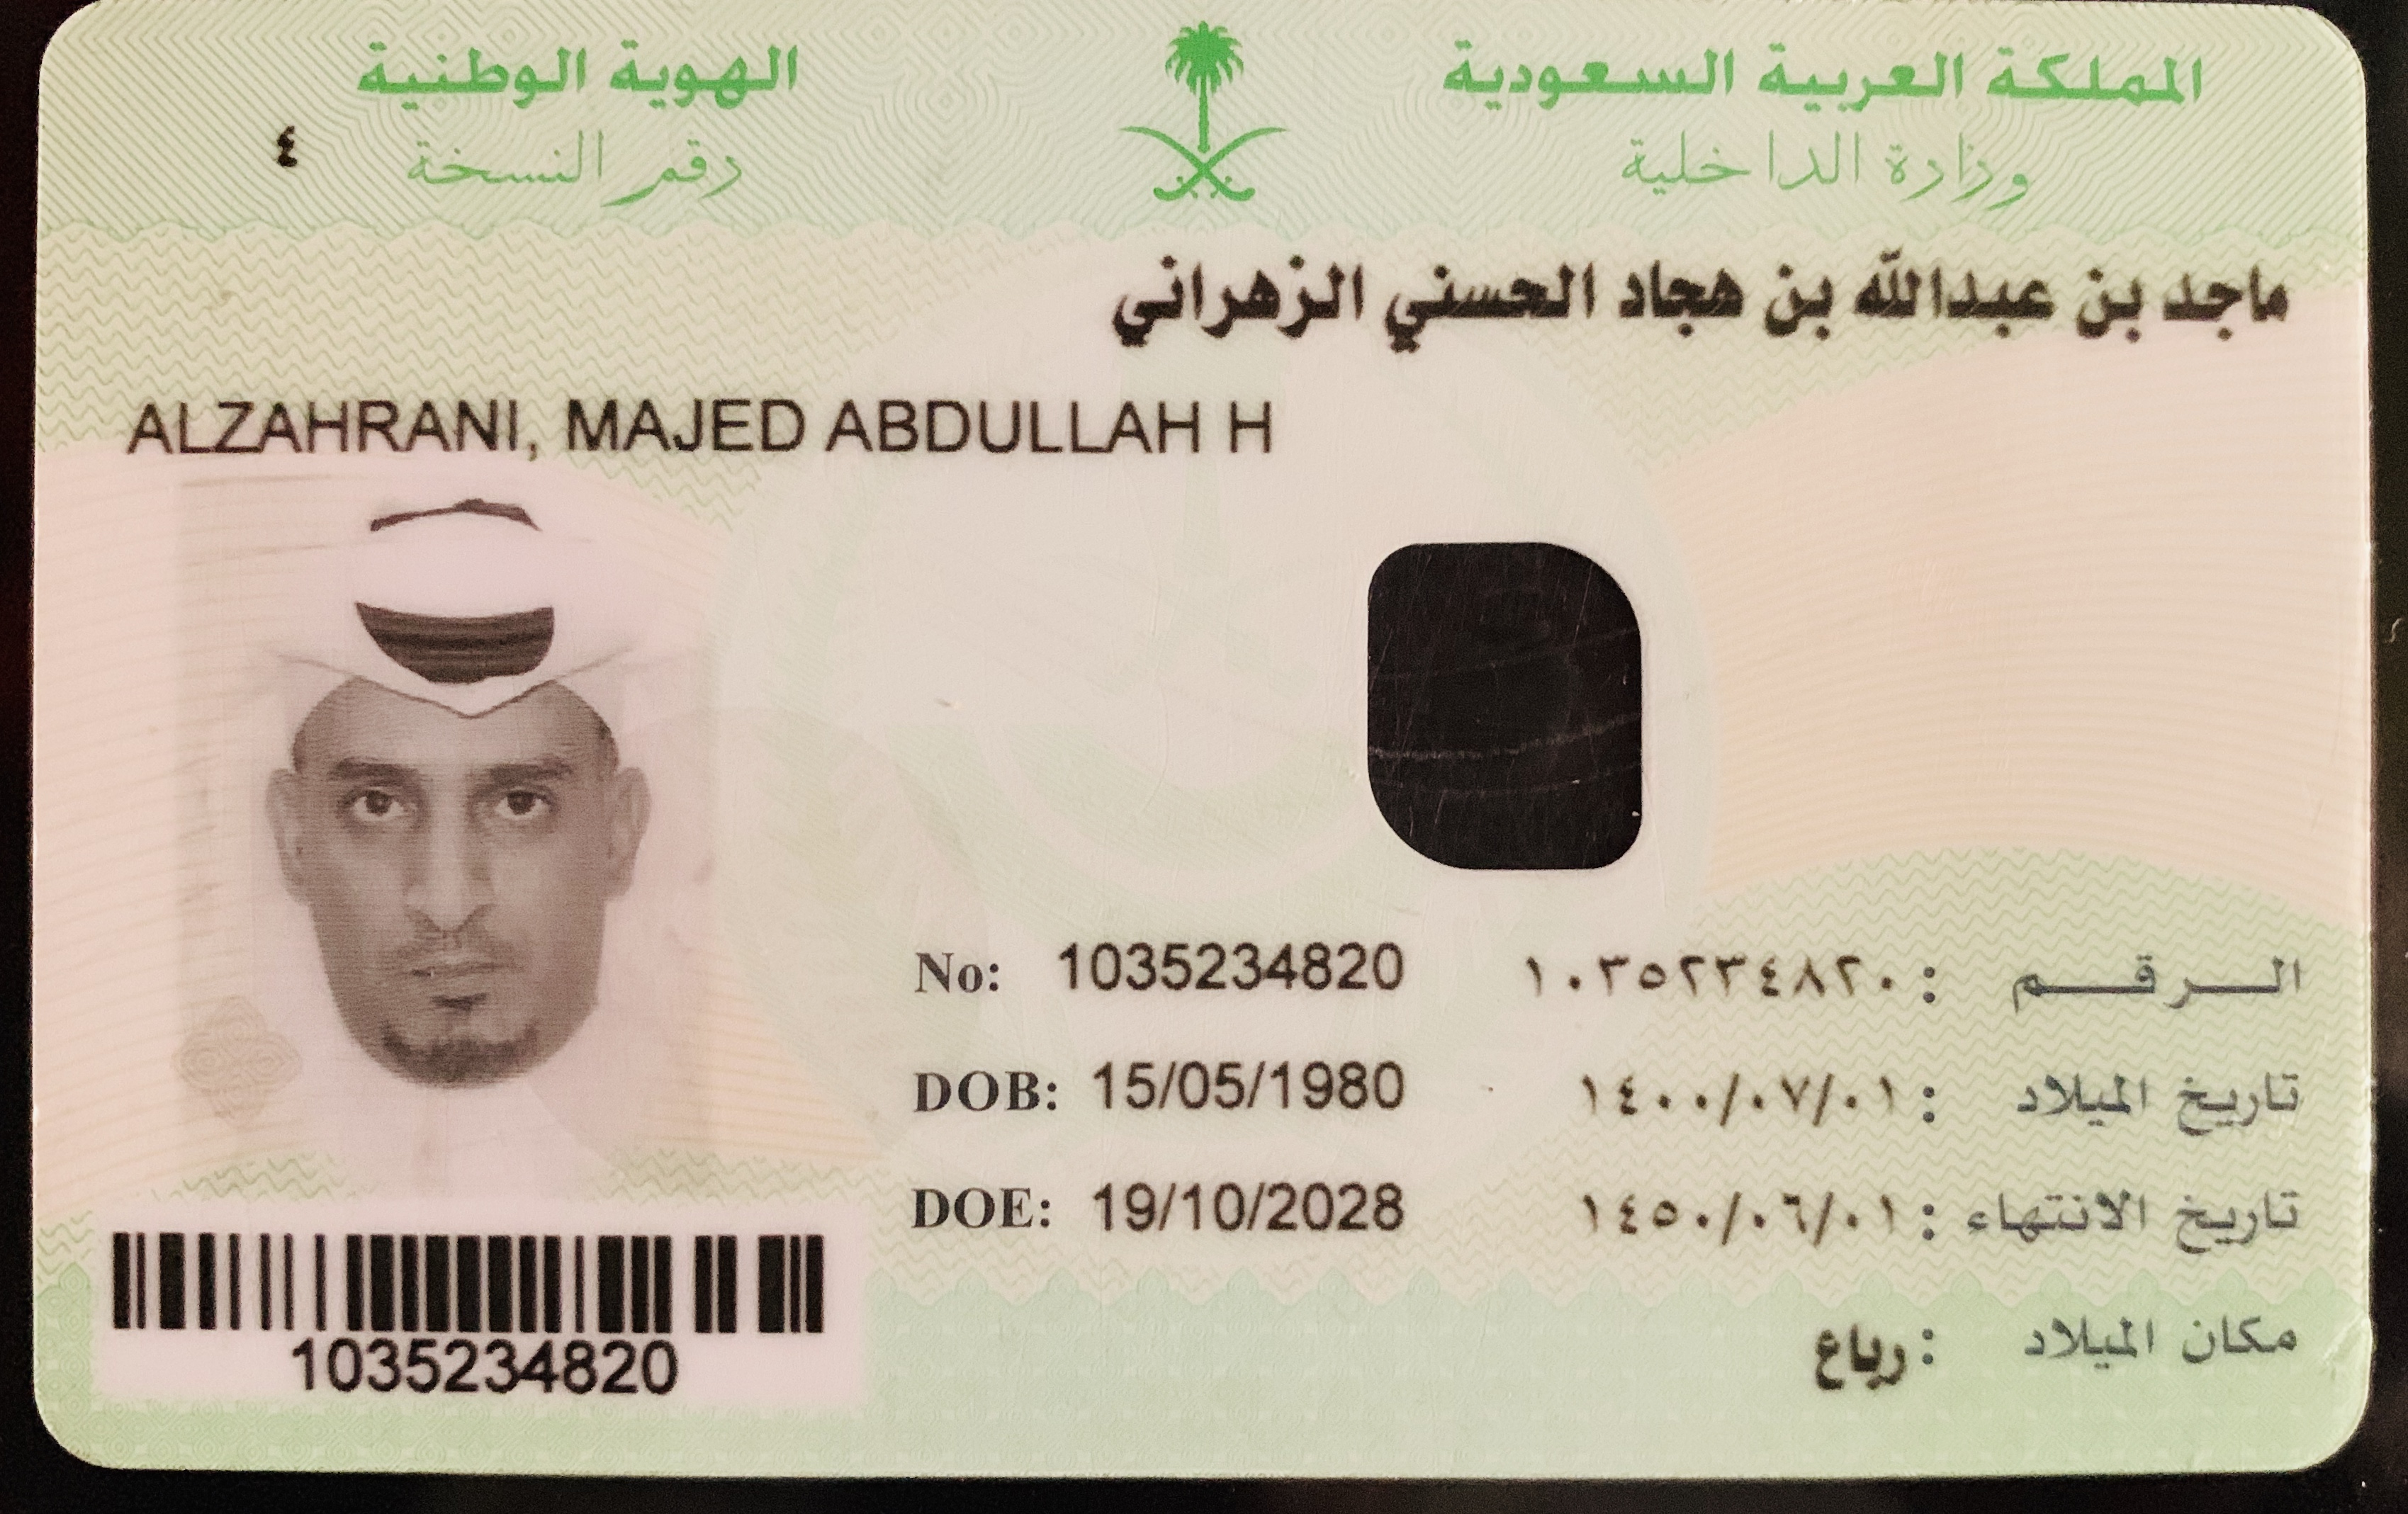 المملكة العربية السعودية
وزارة الداخلية
الهوية الوطنية
رقم النسخة ٤
ماجد بن عبدالله بن هجاد الحسني الزهراني
ALZAHRANI, MAJED ABDULLAH H
الرقم : ١٠٣٥٢٣٤٨٢٠
No: 1035234820
تاريخ الميلاد : ١٤٠٠/٠٧/٠١
DOB: 15/05/1980
تاريخ الانتهاء : ١٤٥٠/٠٦/٠١
DOE: 19/10/2028
مكان الميلاد : رباع
1035234820